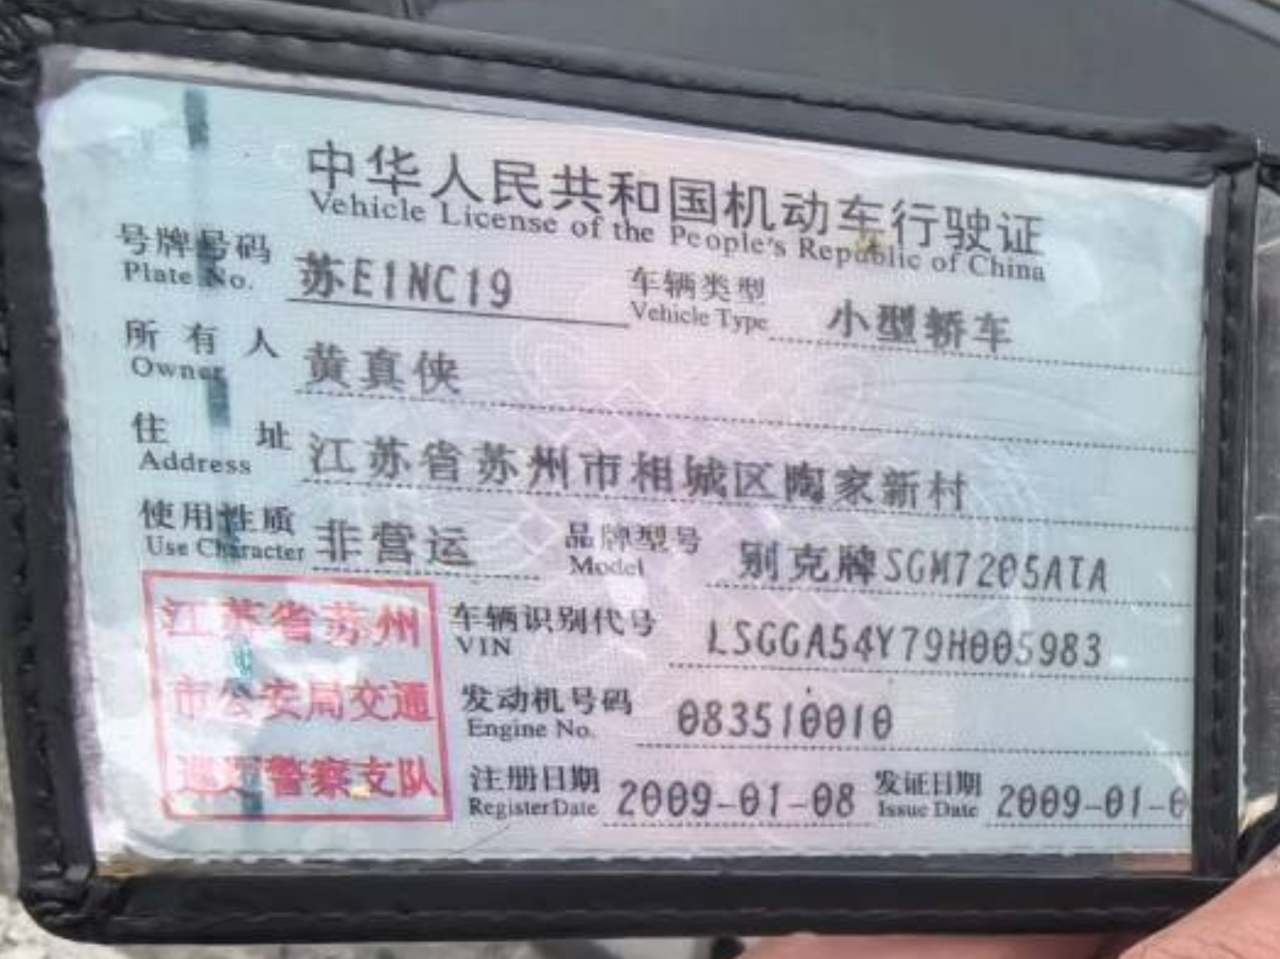 中华人民共和国机动车行驶证
Vehicle License of the People's Republic of China
号牌号码 苏E1NC19 车辆类型 小型轿车
Plate No. Vehicle Type
所有人 黄真侠
Owner
住址 江苏省苏州市相城区陶家新村
Address
使用性质 非营运 品牌型号 别克牌SGM7205ATA
Use Character Model
江苏省苏州
市公安局交通
巡逻警察支队
车辆识别代号 LSGGA54Y79H005983
VIN
发动机号码 083510010
Engine No.
注册日期 2009-01-08 发证日期 2009-01-0
Register Date Issue Date